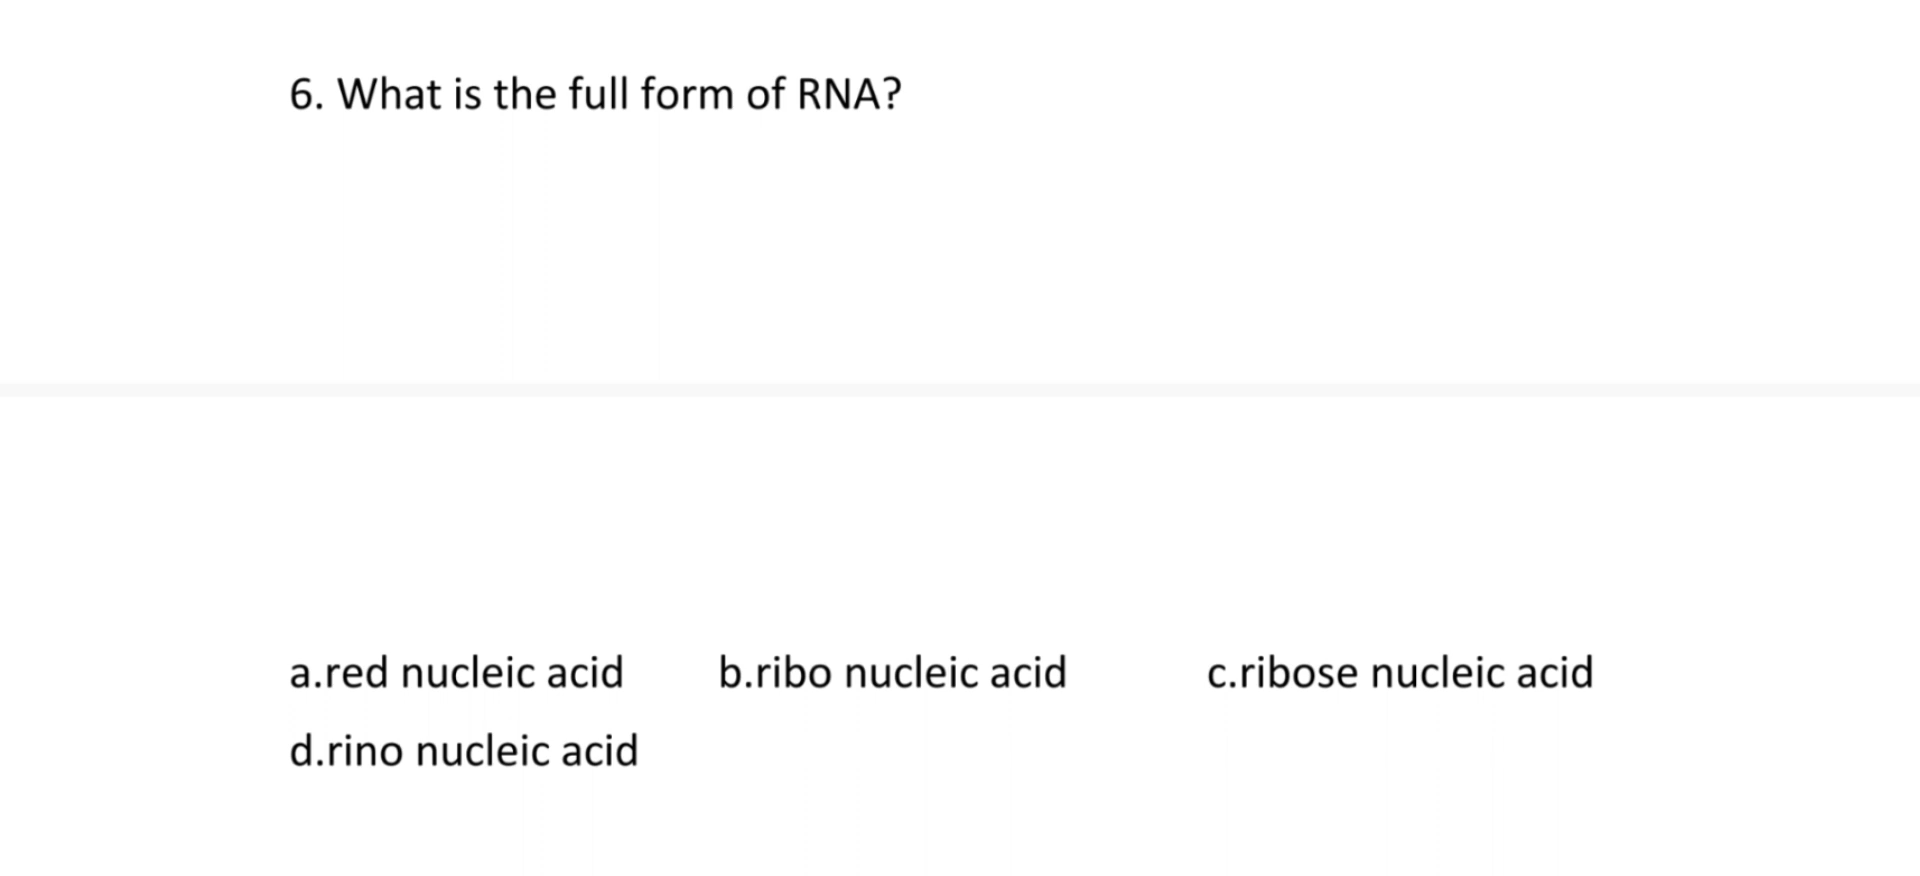 6. What is the full form of RNA?
a.red nucleic acid b.ribo nucleic acid c.ribose nucleic acid
d.rino nucleic acid